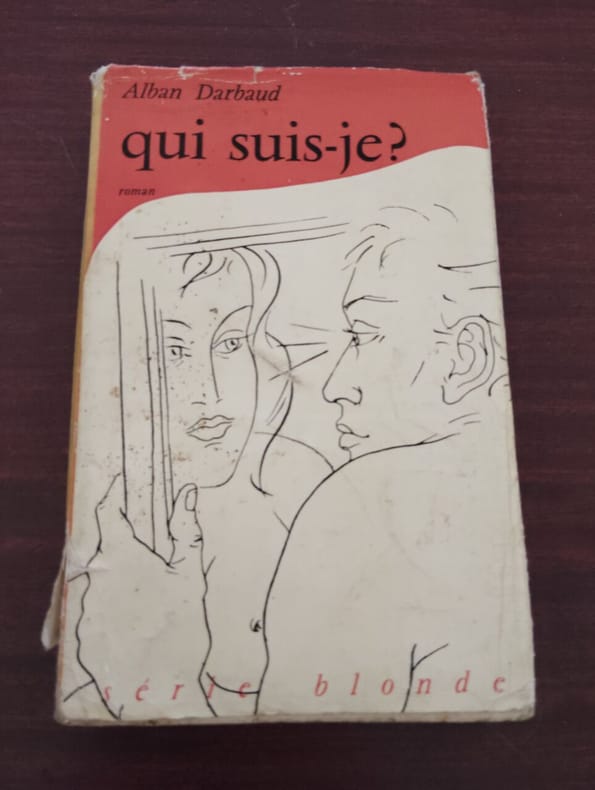 Alban Darbaud
qui suis-je?
roman
série blonde